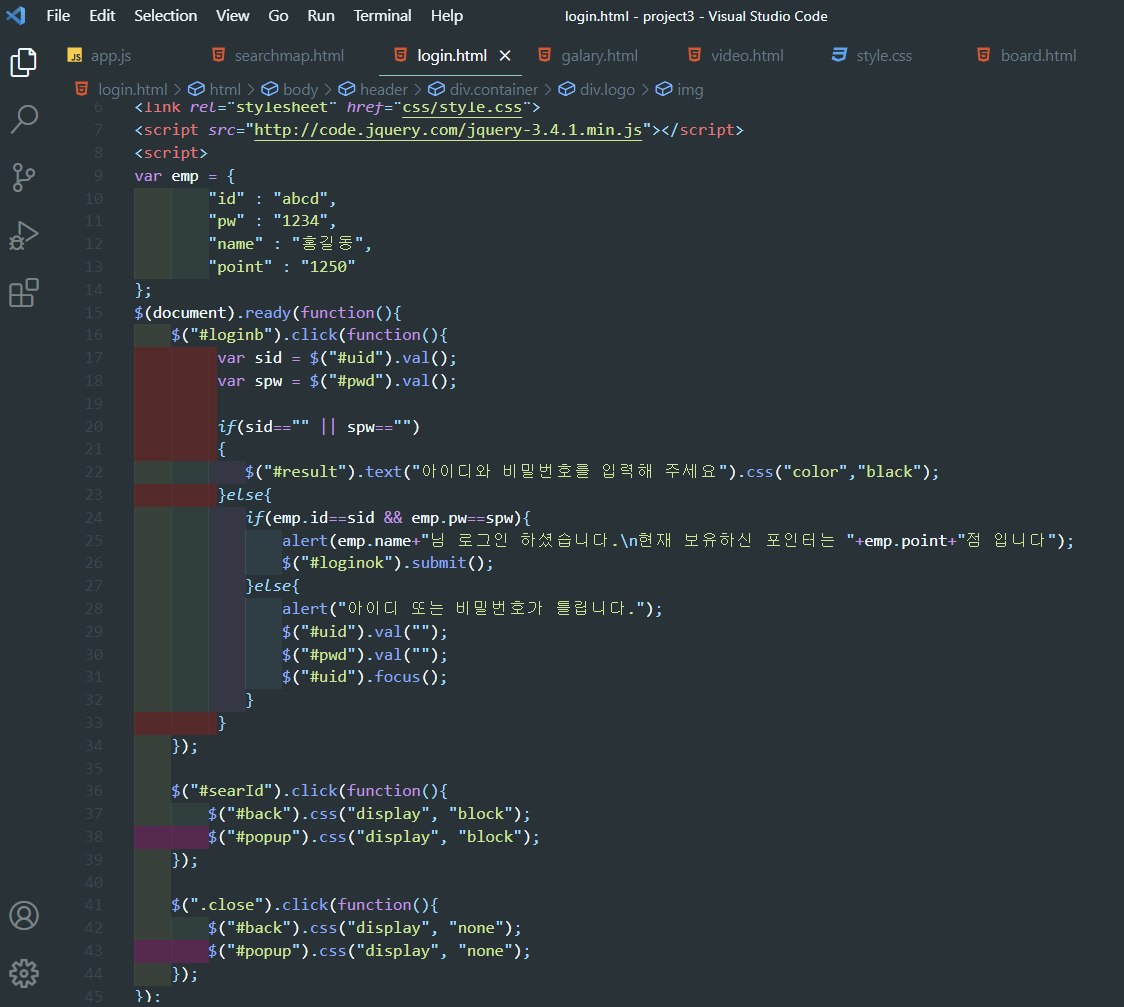 File Edit Selection View Go Run Terminal Help login.html - project3 - Visual Studio Code
JS app.js searchmap.html login.html × galary.html video.html style.css board.html
login.html > html > body > header > div.container > div.logo > img
6 <link rel="stylesheet" href="css/style.css">
7 <script src="http://code.jquery.com/jquery-3.4.1.min.js"></script>
8 <script>
9 var emp = {
10 "id" : "abcd",
11 "pw" : "1234",
12 "name" : "홍길동",
13 "point" : "1250"
14 };
15 $(document).ready(function(){
16 $("#loginb").click(function(){
17 var sid = $("#uid").val();
18 var spw = $("#pwd").val();
19
20 if(sid=="" || spw=="")
21 {
22 $("#result").text("아이디와 비밀번호를 입력해 주세요").css("color","black");
23 }else{
24 if(emp.id==sid && emp.pw==spw){
25 alert(emp.name+"님 로그인 하셨습니다.\n현재 보유하신 포인터는 "+emp.point+"점 입니다");
26 $("#loginok").submit();
27 }else{
28 alert("아이디 또는 비밀번호가 틀립니다.");
29 $("#uid").val("");
30 $("#pwd").val("");
31 $("#uid").focus();
32 }
33 }
34 });
35
36 $("#searId").click(function(){
37 $("#back").css("display", "block");
38 $("#popup").css("display", "block");
39 });
40
41 $(".close").click(function(){
42 $("#back").css("display", "none");
43 $("#popup").css("display", "none");
44 });
45 });